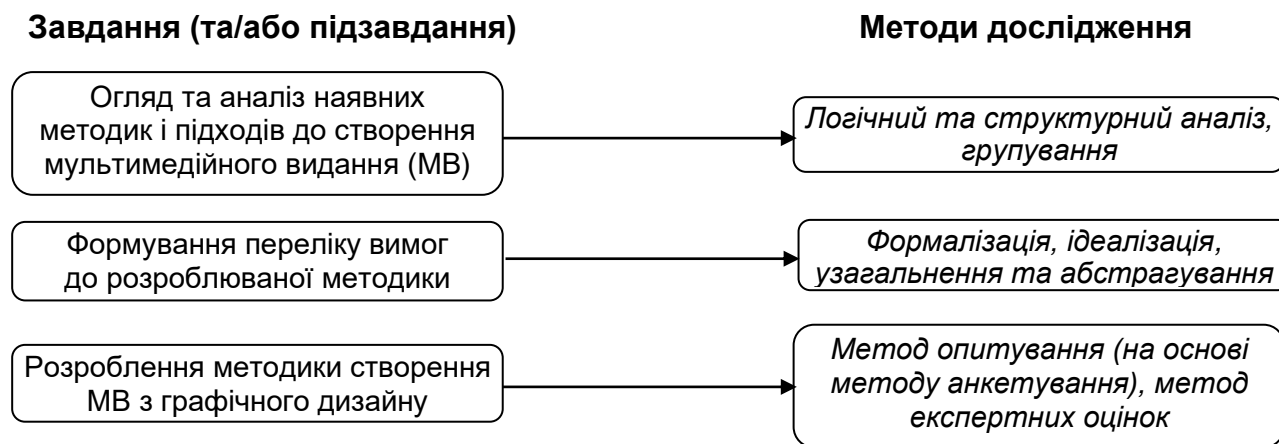 Завдання (та/або підзавдання)
Методи дослідження
Огляд та аналіз наявних
методик і підходів до створення
мультимедійного видання (МВ)
Логічний та структурний аналіз,
групування
Формування переліку вимог
до розроблюваної методики
Формалізація, ідеалізація,
узагальнення та абстрагування
Розроблення методики створення
МВ з графічного дизайну
Метод опитування (на основі
методу анкетування), метод
експертних оцінок